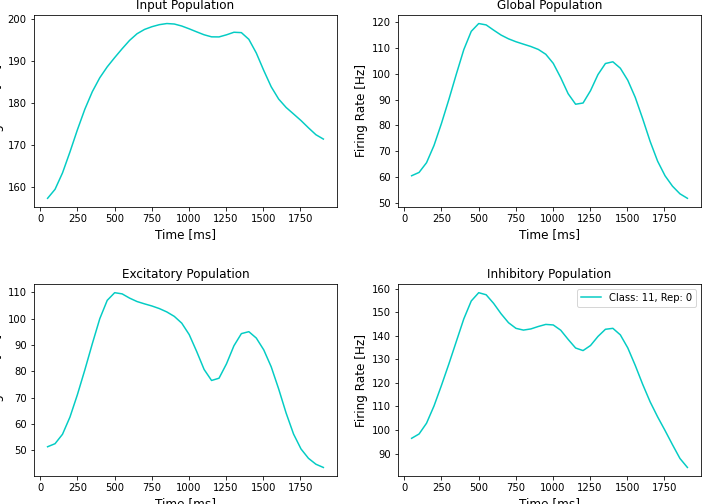 Input Population
Global Population
200
190
180
170
160
0 250 500 750 1000 1250 1500 1750
Time [ms]
Firing Rate [Hz]
120
110
100
90
80
70
60
50
0 250 500 750 1000 1250 1500 1750
Time [ms]
Excitatory Population
110
100
90
80
70
60
50
0 250 500 750 1000 1250 1500 1750
Time [ms]
Inhibitory Population
Class: 11, Rep: 0
Firing Rate [Hz]
160
150
140
130
120
110
100
90
0 250 500 750 1000 1250 1500 1750
Time [ms]